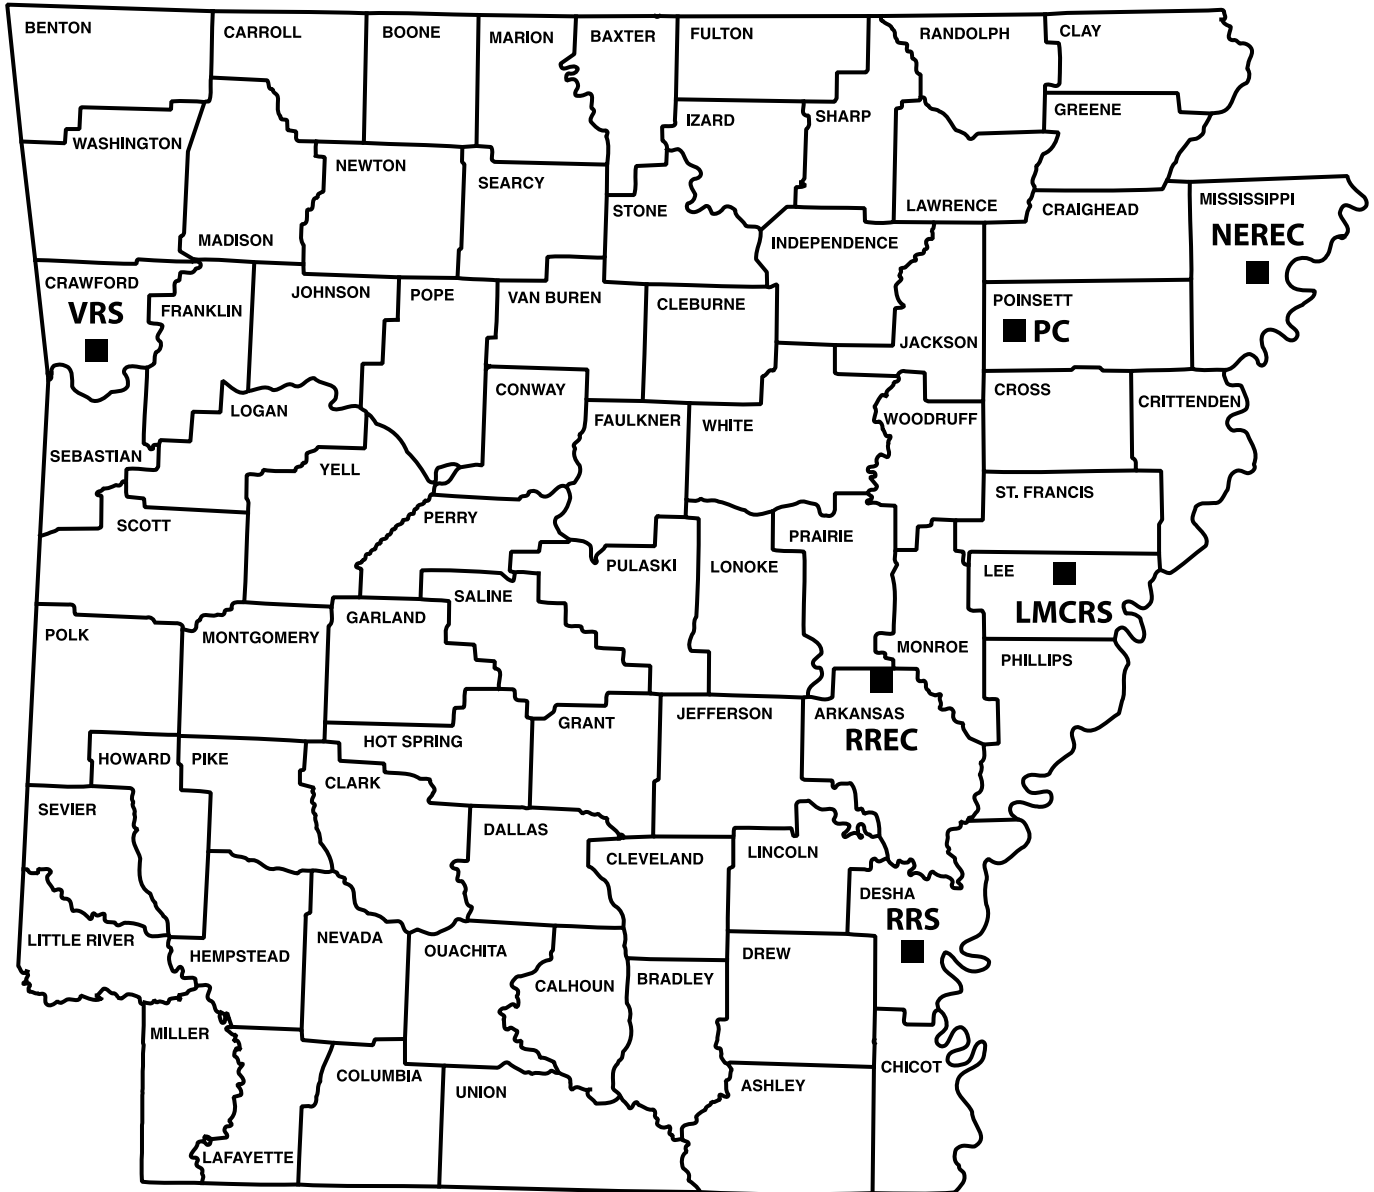 BENTON
CARROLL
BOONE
MARION
BAXTER
FULTON
RANDOLPH
CLAY
WASHINGTON
MADISON
NEWTON
SEARCY
STONE
IZARD
SHARP
LAWRENCE
GREENE
CRAIGHEAD
MISSISSIPPI
NEREC
CRAWFORD
VRS
FRANKLIN
JOHNSON
POPE
VAN BUREN
CLEBURNE
INDEPENDENCE
JACKSON
POINSETT
PC
SEBASTIAN
LOGAN
YELL
CONWAY
FAULKNER
WHITE
WOODRUFF
CROSS
CRITTENDEN
SCOTT
PERRY
PULASKI
LONOKE
PRAIRIE
ST. FRANCIS
LEE
LMCRS
POLK
MONTGOMERY
GARLAND
SALINE
MONROE
PHILLIPS
HOWARD
PIKE
HOT SPRING
GRANT
JEFFERSON
ARKANSAS
RREC
SEVIER
CLARK
DALLAS
CLEVELAND
LINCOLN
DESHA
RRS
LITTLE RIVER
HEMPSTEAD
NEVADA
OUACHITA
CALHOUN
BRADLEY
DREW
MILLER
LAFAYETTE
COLUMBIA
UNION
ASHLEY
CHICOT